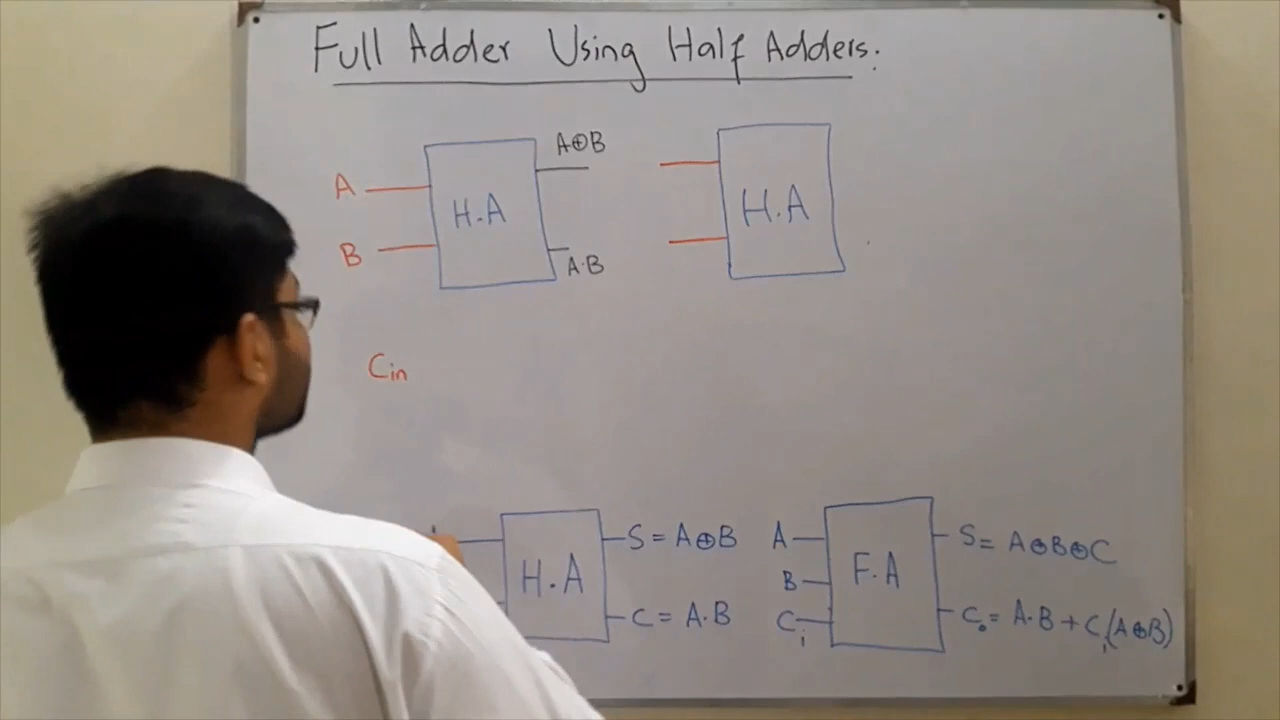 Full Adder Using Half Adders.
A⊕B
A
H.A
H.A
B
A·B
Cin
S = A⊕B
H.A
C = A·B
A
S = A⊕B⊕C
B
F.A
Ci
Co = A·B + Ci(A⊕B)